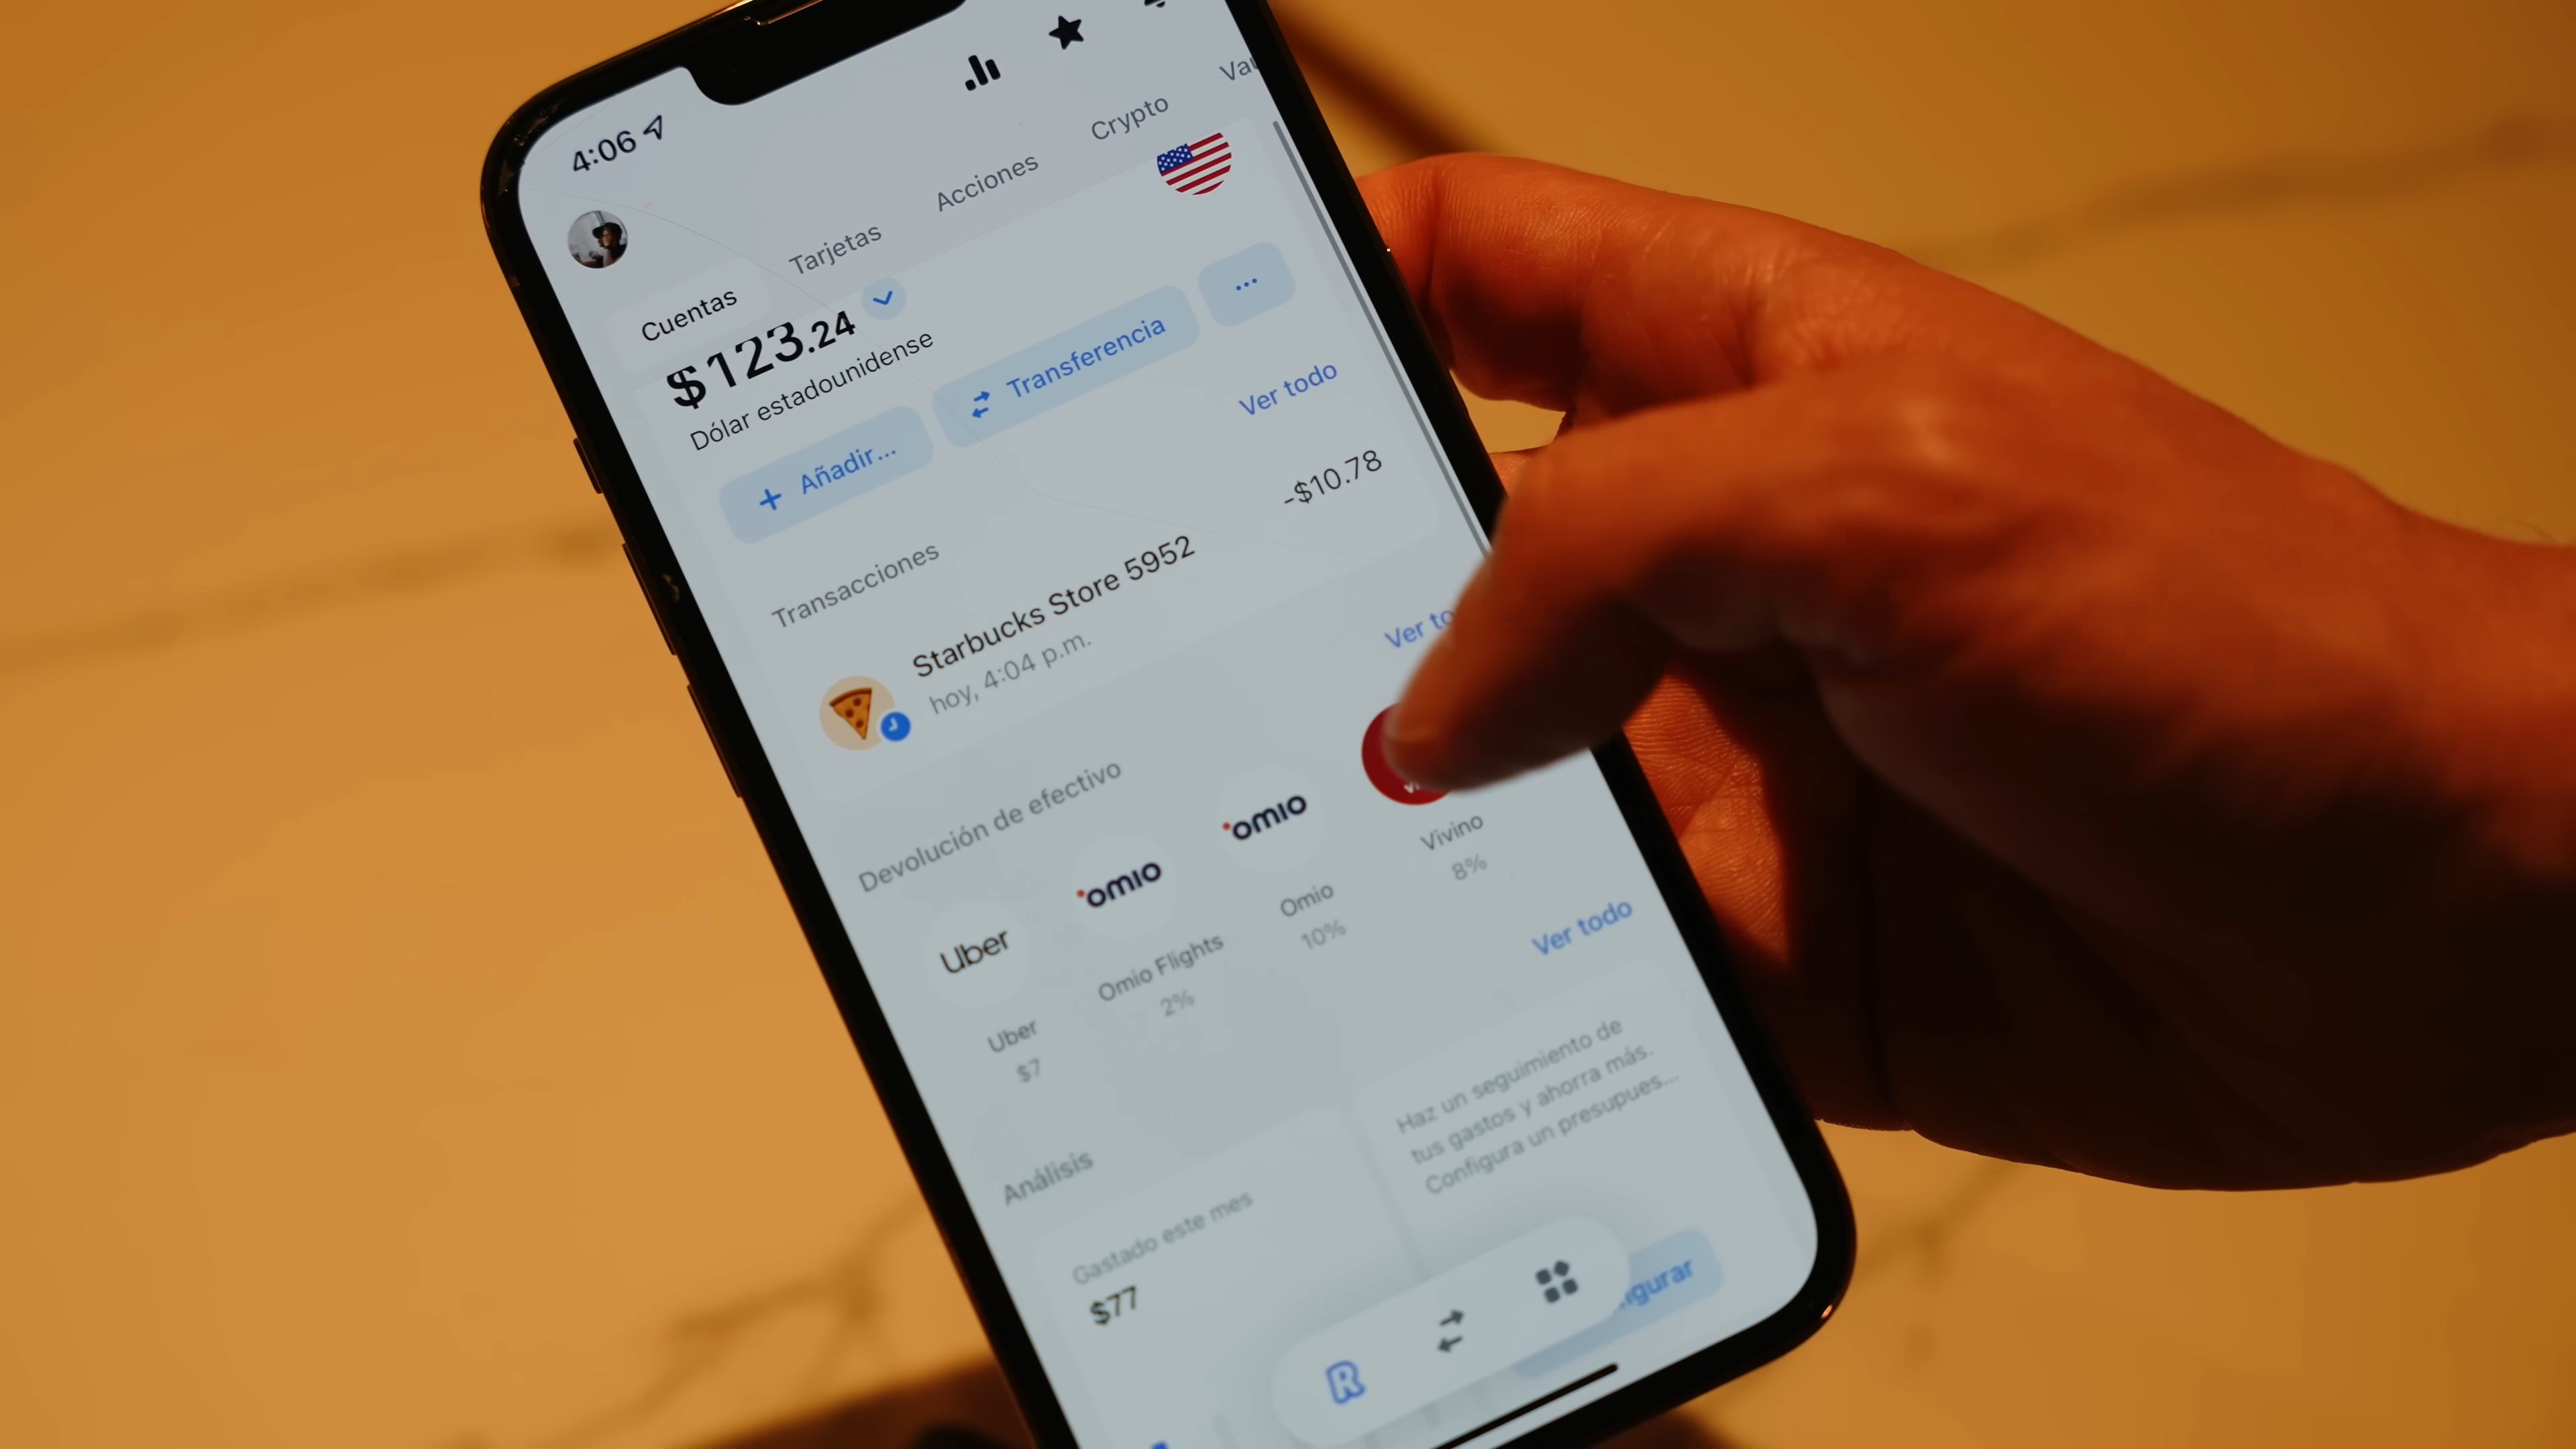 4:06
Cuentas
Tarjetas
Acciones
Crypto
$123.24
Dólar estadounidense
+ Añadir...
Transferencia
...
Transacciones
Ver todo
Starbucks Store 5952
-$10.78
hoy, 4:04 p.m.
Devolución de efectivo
Ver
Uber
omio
omio
Uber
$7
Omio Flights
2%
Omio
10%
Vivino
8%
Análisis
Ver todo
Gastado este mes
$77
Haz un seguimiento de
tus gastos y ahorra más.
Configura un presupues...
R